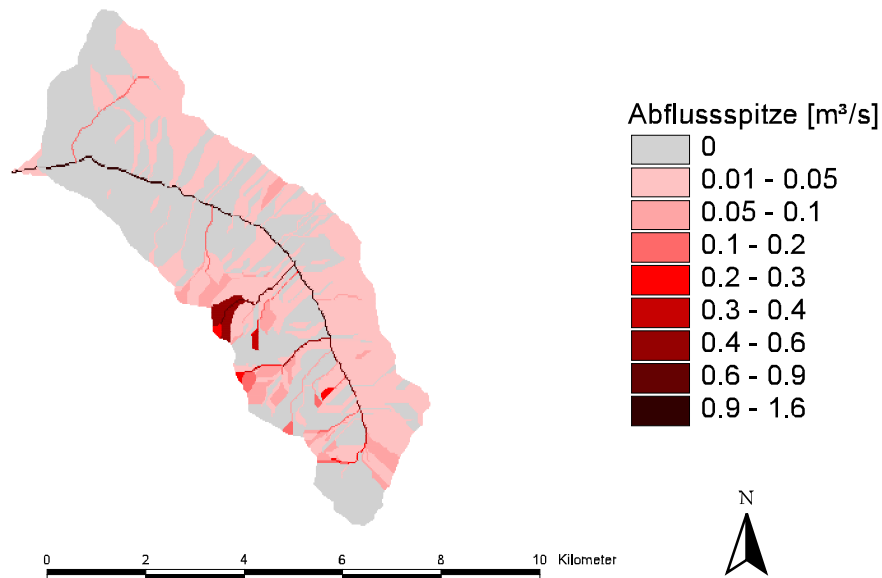 Abflussspitze [m³/s]
0
0.01 - 0.05
0.05 - 0.1
0.1 - 0.2
0.2 - 0.3
0.3 - 0.4
0.4 - 0.6
0.6 - 0.9
0.9 - 1.6
N
0 2 4 6 8 10 Kilometer